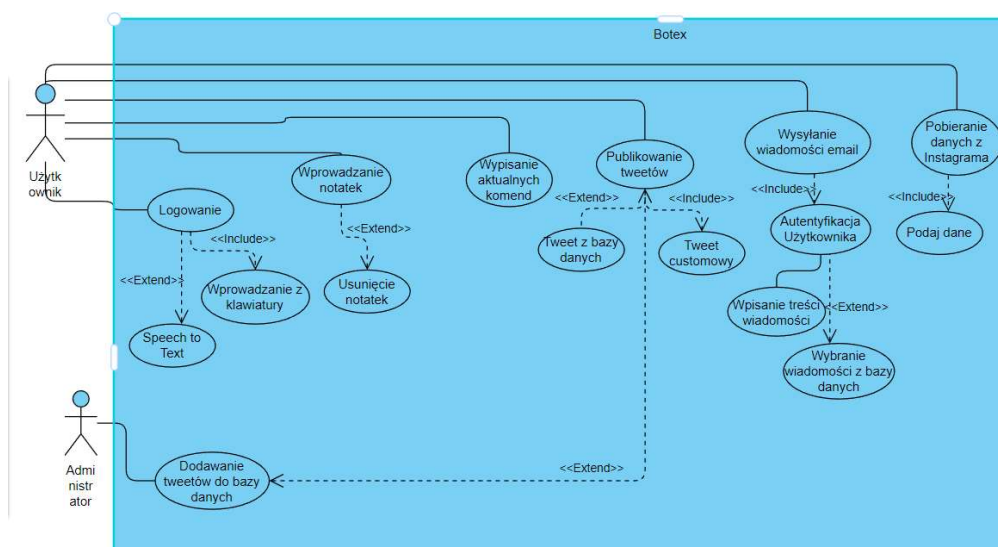 Botex
Użytk
ownik
Logowanie
<<Include>>
<<Extend>>
Wprowadzanie z
klawiatury
Speech to
Text
Wprowadzanie
notatek
<<Extend>>
Usunięcie
notatek
Wypisanie
aktualnych
komend
Publikowanie
tweetów
<<Extend>>
<<Include>>
Tweet z bazy
danych
Tweet
customowy
Wysyłanie
wiadomości email
<<Include>>
Autentyfikacja
Użytkownika
Wpisanie treści
wiadomości
<<Extend>>
Wybranie
wiadomości z bazy
danych
Pobieranie
danych z
Instagrama
<<Include>>
Podaj dane
Admi
nistr
ator
Dodawanie
tweetów do bazy
danych
<<Extend>>